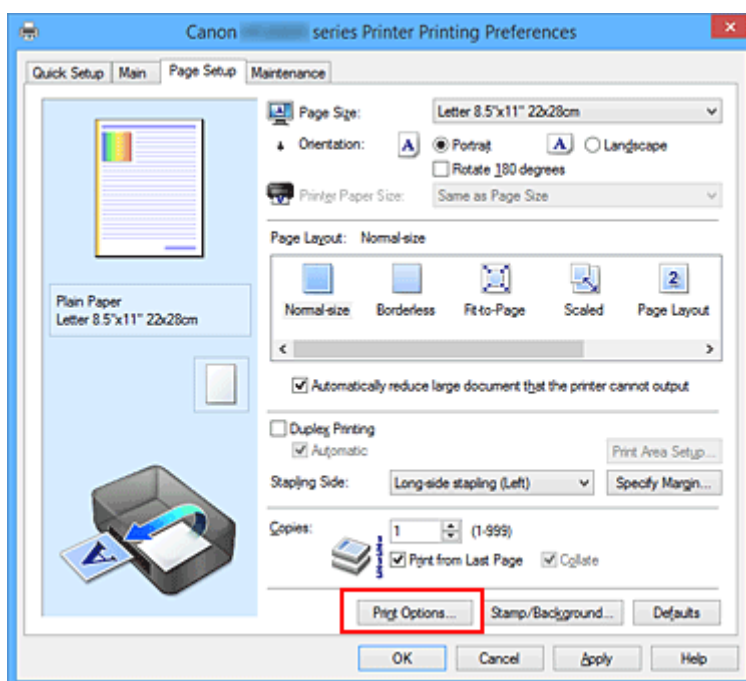 Canon series Printer Printing Preferences
Quick Setup Main Page Setup Maintenance
Page Size: Letter 8.5"x11" 22x28cm
Orientation: A Portrait A Landscape
Rotate 180 degrees
Printer Paper Size: Same as Page Size
Page Layout: Normal-size
2
Normal-size Borderless Fit-to-Page Scaled Page Layout
Plain Paper
Letter 8.5"x11" 22x28cm
Automatically reduce large document that the printer cannot output
Duplex Printing
Automatic Print Area Setup...
Stapling Side: Long-side stapling (Left) Specify Margin...
Copies: 1 (1-999)
Print from Last Page Collate
A
Print Options... Stamp/Background... Defaults
OK Cancel Apply Help